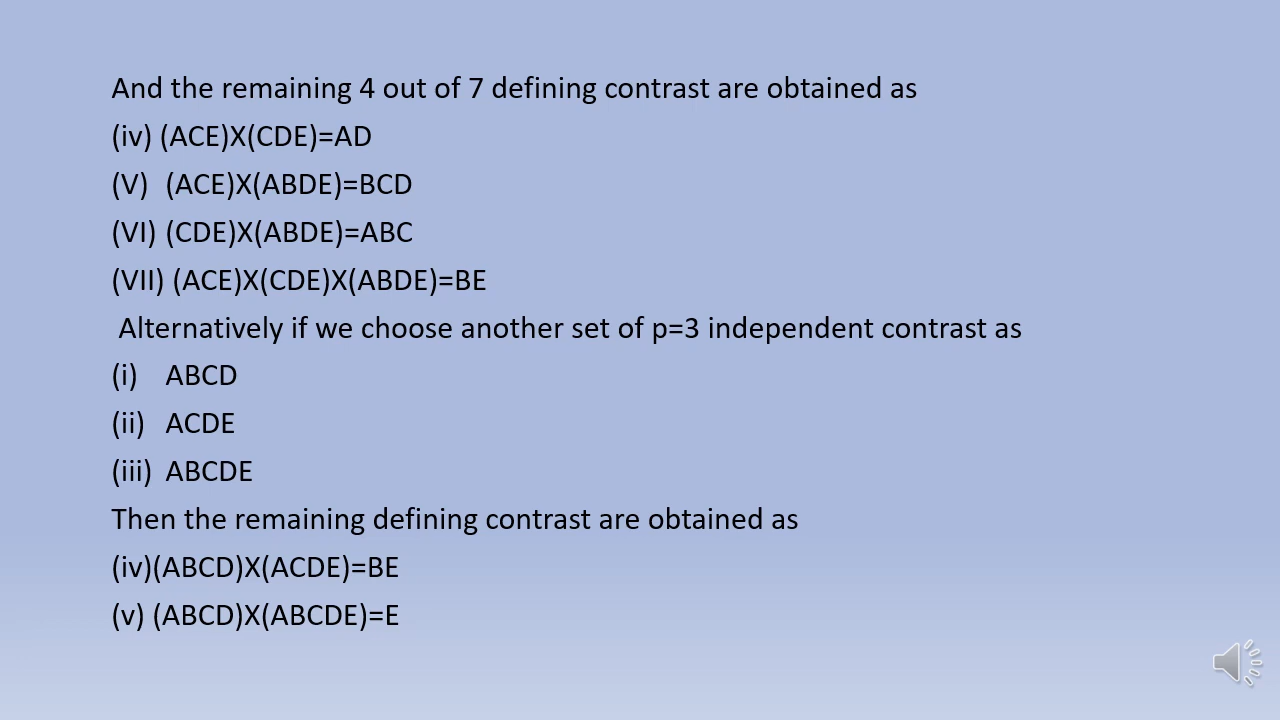 And the remaining 4 out of 7 defining contrast are obtained as
(iv) (ACE)X(CDE)=AD
(V) (ACE)X(ABDE)=BCD
(VI) (CDE)X(ABDE)=ABC
(VII) (ACE)X(CDE)X(ABDE)=BE
Alternatively if we choose another set of p=3 independent contrast as
(i) ABCD
(ii) ACDE
(iii) ABCDE
Then the remaining defining contrast are obtained as
(iv)(ABCD)X(ACDE)=BE
(v) (ABCD)X(ABCDE)=E